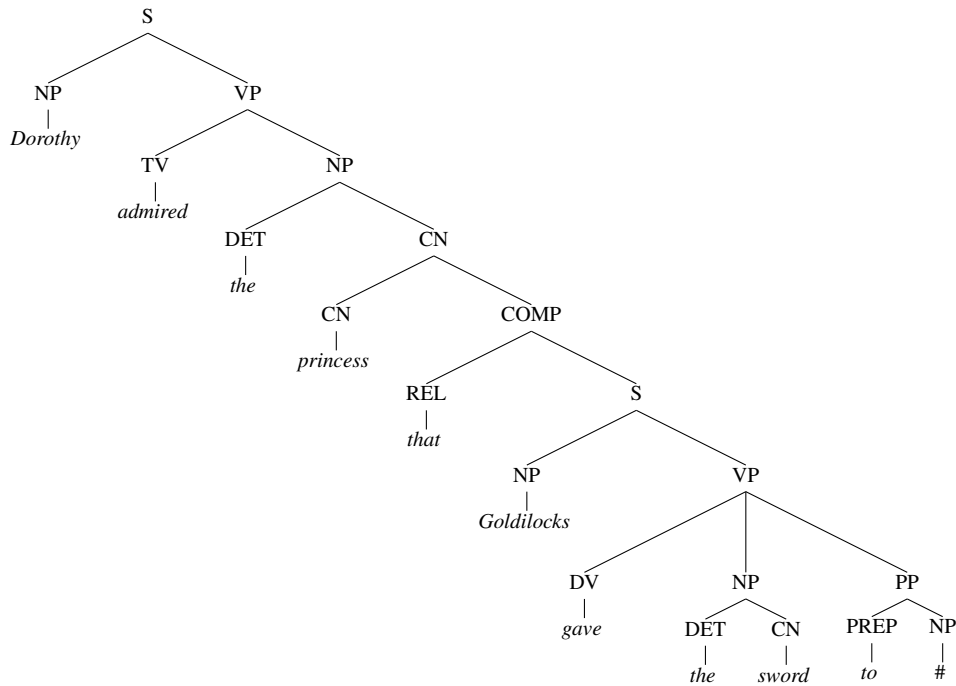 S
NP VP
Dorothy
TV NP
admired
DET CN
the
CN COMP
princess
REL S
that
NP VP
Goldilocks
DV NP PP
gave DET CN PREP NP
the sword to #